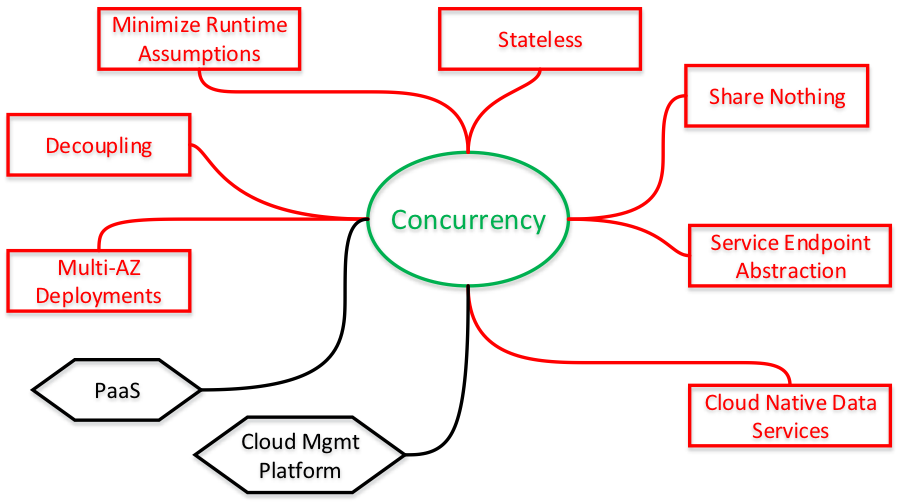 Minimize Runtime
Assumptions
Stateless
Share Nothing
Decoupling
Concurrency
Service Endpoint
Abstraction
Multi-AZ
Deployments
PaaS
Cloud Native Data
Services
Cloud Mgmt
Platform